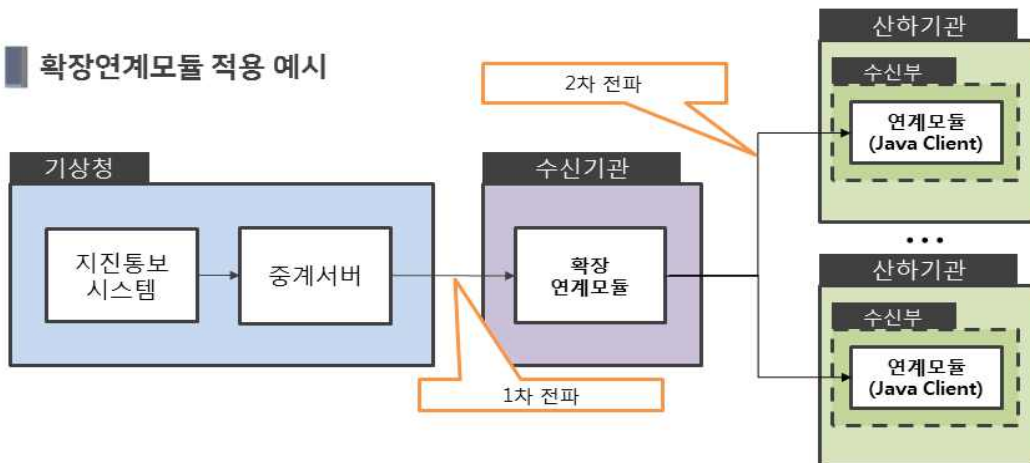 확장연계모듈 적용 예시
기상청
지진통보
시스템
중계서버
1차 전파
수신기관
확장
연계모듈
2차 전파
산하기관
수신부
연계모듈
(Java Client)
...
산하기관
수신부
연계모듈
(Java Client)